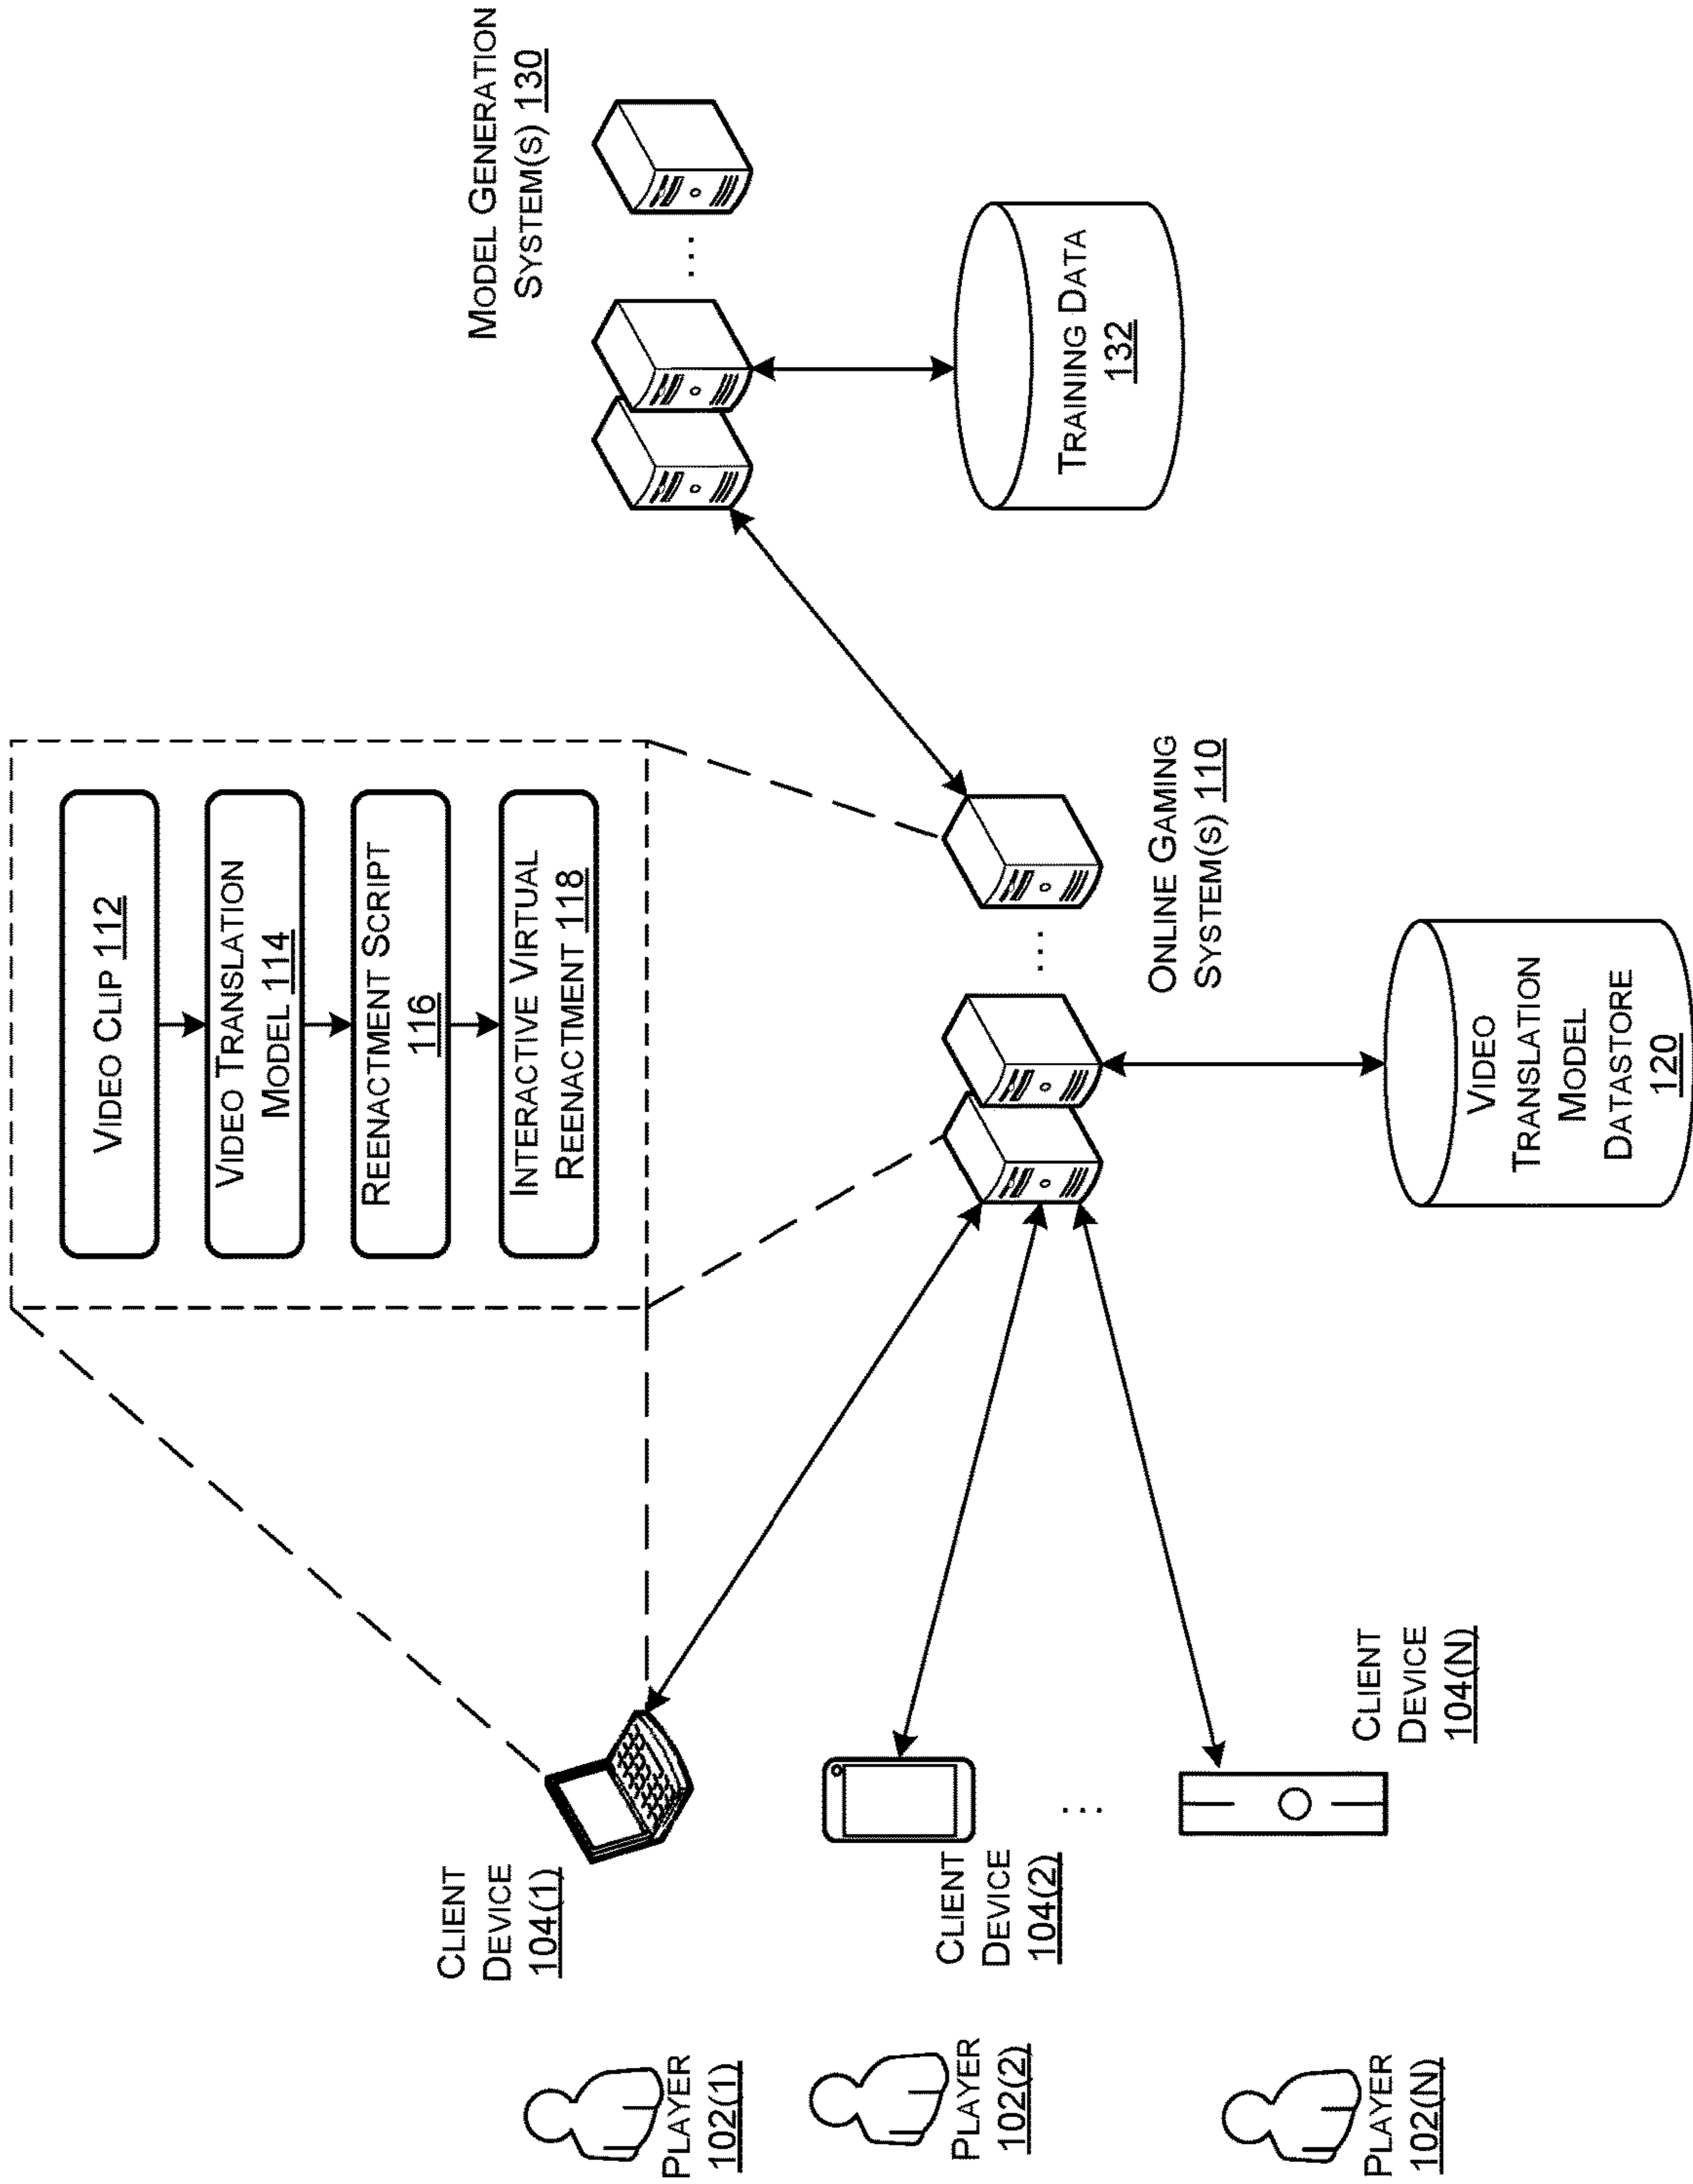 VIDEO CLIP 112
VIDEO TRANSLATION
MODEL 114
REENACTMENT SCRIPT
116
INTERACTIVE VIRTUAL
REENACTMENT 118
MODEL GENERATION
SYSTEM(S) 130
...
TRAINING DATA
132
ONLINE GAMING
SYSTEM(S) 110
...
VIDEO
TRANSLATION
MODEL
DATASTORE
120
CLIENT
DEVICE
104(1)
CLIENT
DEVICE
104(2)
...
CLIENT
DEVICE
104(N)
PLAYER
102(1)
PLAYER
102(2)
PLAYER
102(N)